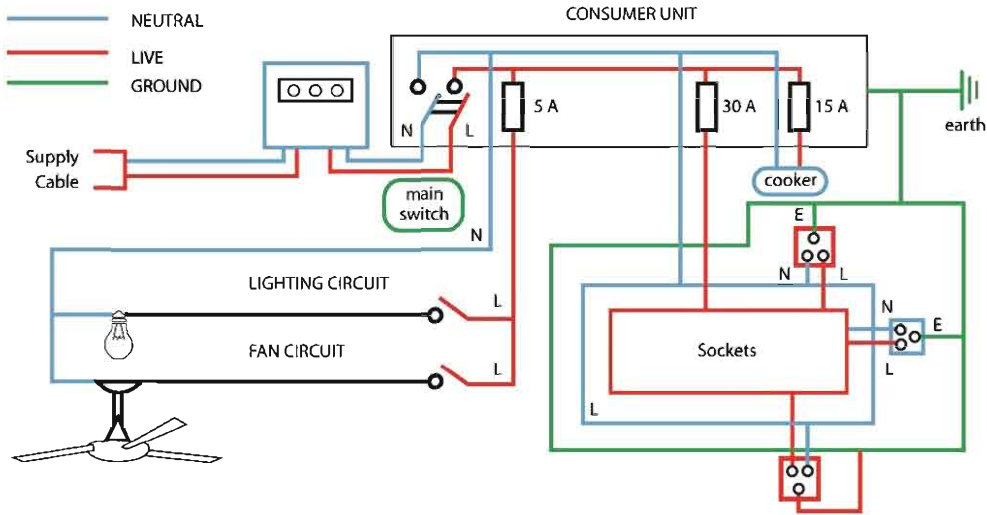 CONSUMER UNIT
NEUTRAL
LIVE
GROUND
5 A
30 A
15 A
N
L
earth
Supply
Cable
main
switch
cooker
N
E
N
L
LIGHTING CIRCUIT
L
N
E
FAN CIRCUIT
L
Sockets
L
L